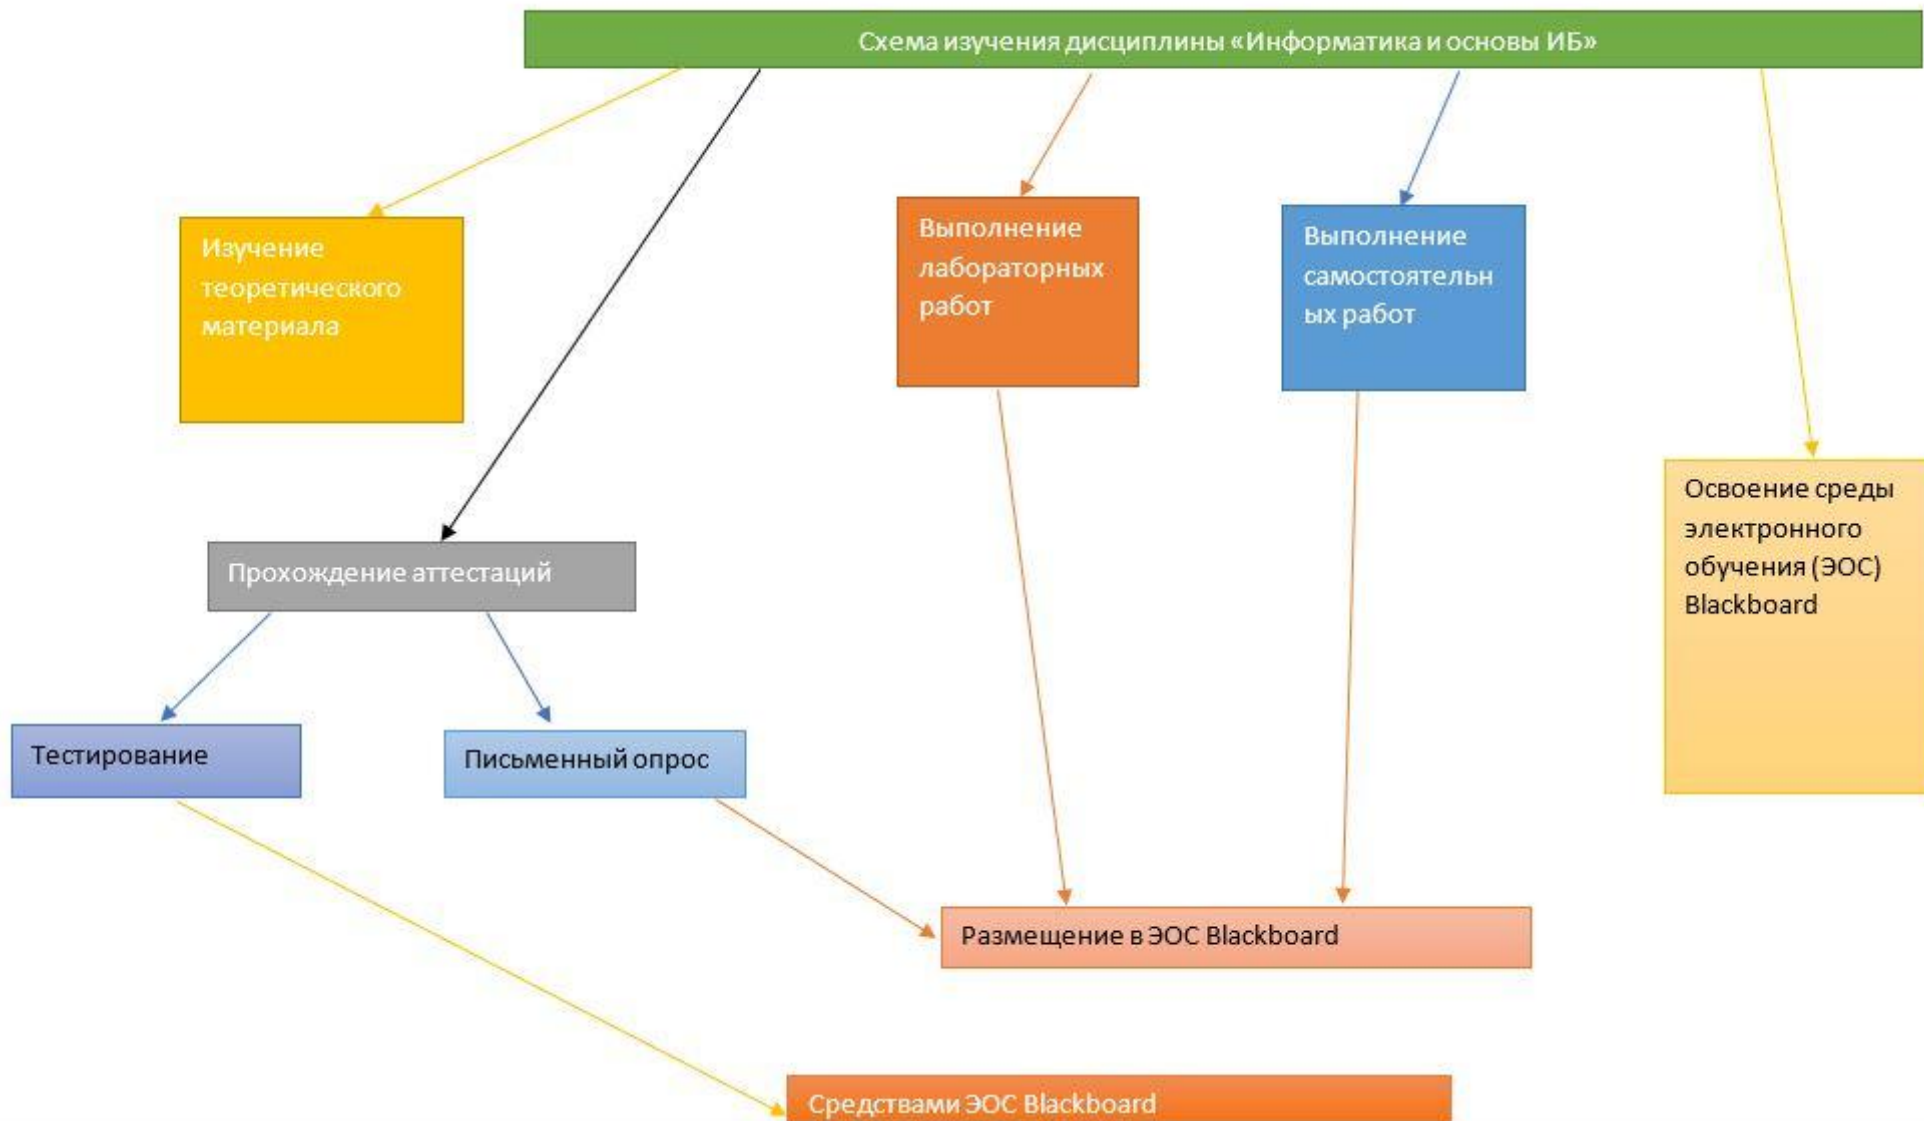 Схема изучения дисциплины «Информатика и основы ИБ»
Изучение
теоретического
материала
Выполнение
лабораторных
работ
Выполнение
самостоятельн
ых работ
Освоение среды
электронного
обучения (ЭОС)
Blackboard
Прохождение аттестаций
Тестирование
Письменный опрос
Размещение в ЭОС Blackboard
Средствами ЭОС Blackboard